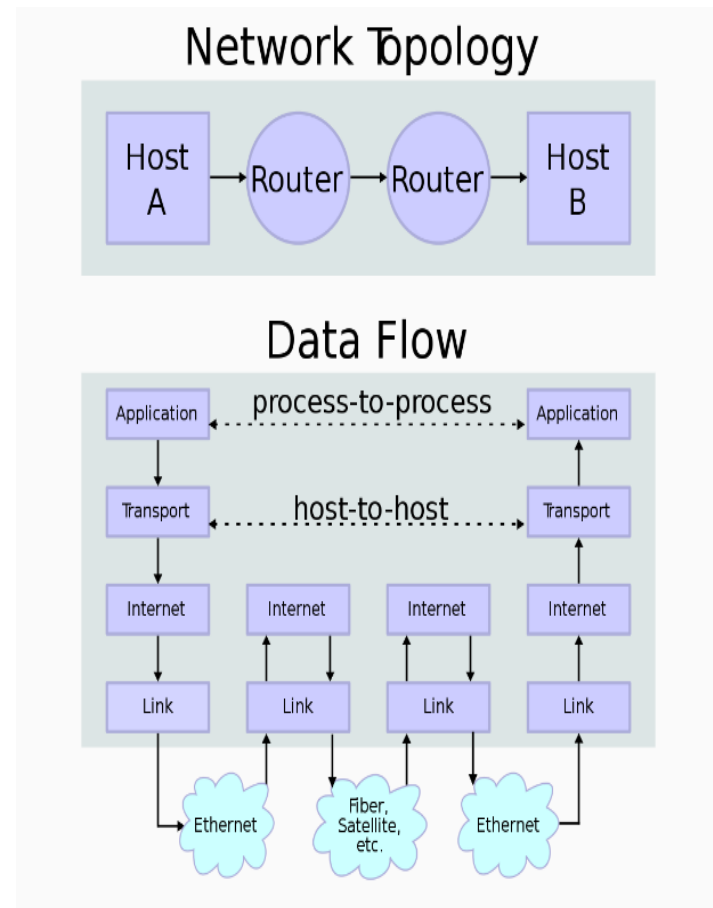 Network Topology
Host
A
Router
Router
Host
B
Data Flow
Application
process-to-process
Application
Transport
host-to-host
Transport
Internet
Internet
Internet
Internet
Link
Link
Link
Link
Ethernet
Fiber,
Satellite,
etc.
Ethernet